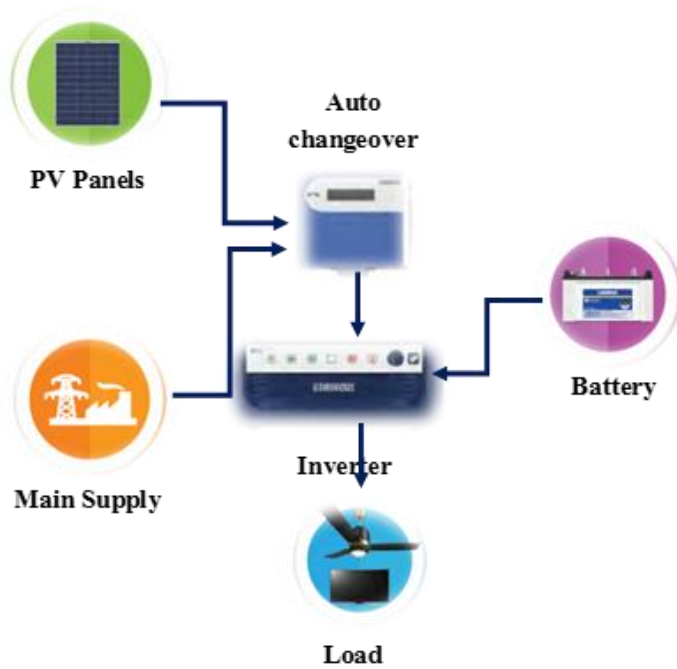 Auto
changeover
PV Panels
Battery
Inverter
Main Supply
Load